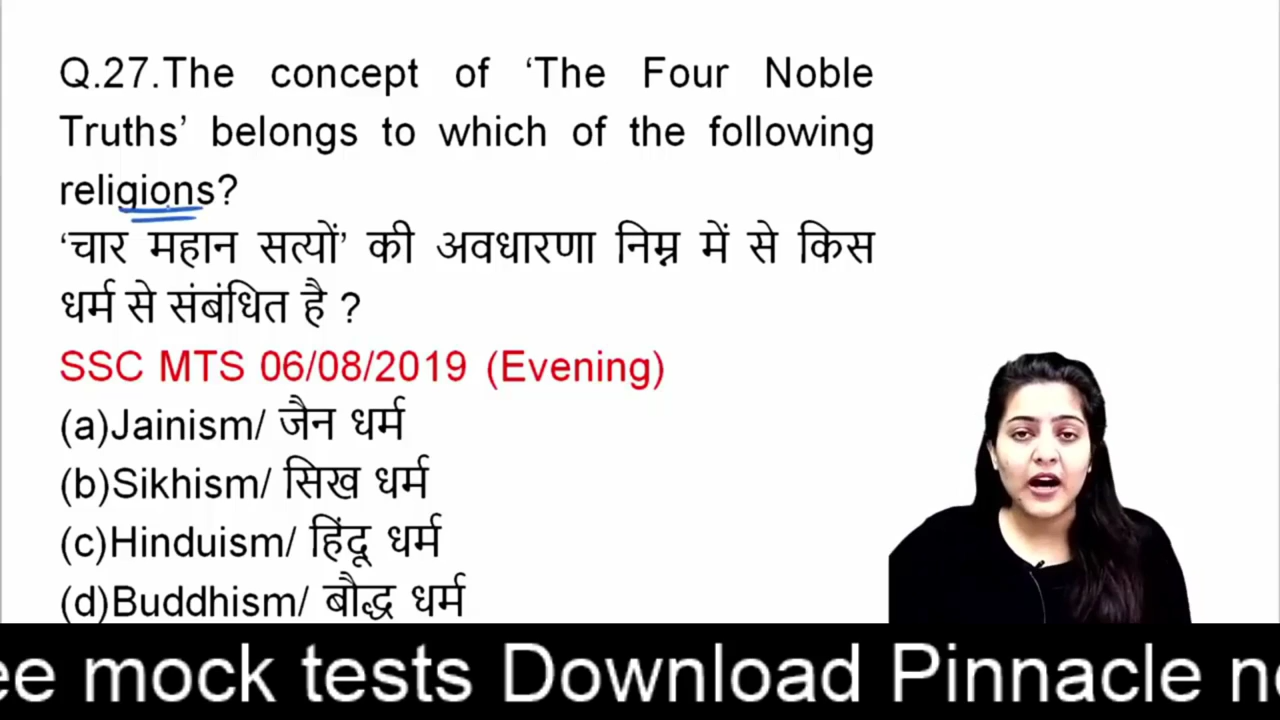 Q.27.The concept of ‘The Four Noble
Truths’ belongs to which of the following
religions?
‘चार महान सत्यों’ की अवधारणा निम्न में से किस
धर्म से संबंधित है ?
SSC MTS 06/08/2019 (Evening)
(a)Jainism/ जैन धर्म
(b)Sikhism/ सिख धर्म
(c)Hinduism/ हिंदू धर्म
(d)Buddhism/ बौद्ध धर्म
mock tests Download Pinnacle